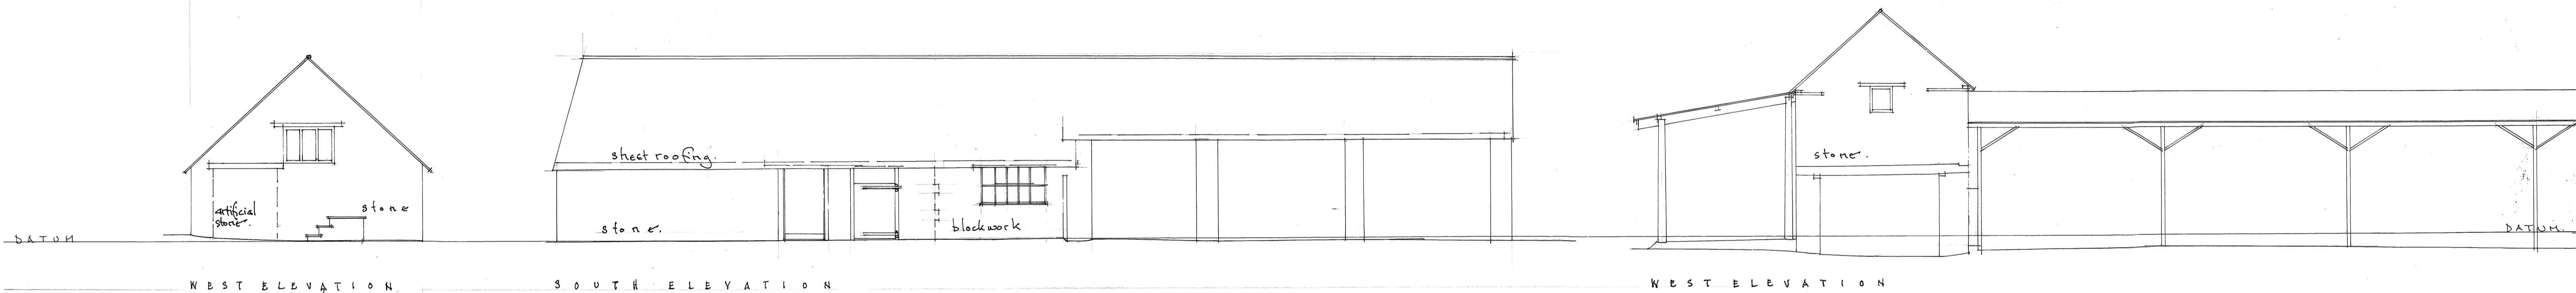 sheet roofing.
stone.
artificial
stone.
stone
stone.
blockwork
DATUM
DATUM.
WEST ELEVATION
SOUTH ELEVATION
WEST ELEVATION